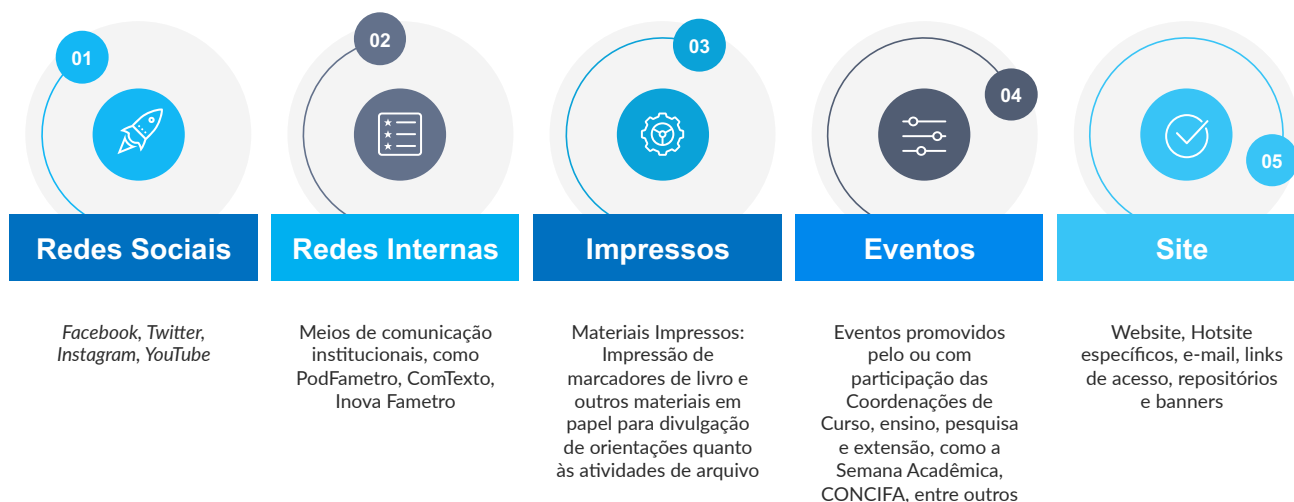 01
Redes Sociais
Facebook, Twitter,
Instagram, YouTube
02
Redes Internas
Meios de comunicação
institucionais, como
PodFametro, ComTexto,
Inova Fametro
03
Impressos
Materiais Impressos:
Impressão de
marcadores de livro e
outros materiais em
papel para divulgação
de orientações quanto
às atividades de arquivo
04
Eventos
Eventos promovidos
pelo ou com
participação das
Coordenações de
Curso, ensino, pesquisa
e extensão, como a
Semana Acadêmica,
CONCIFA, entre outros
05
Site
Website, Hotsite
específicos, e-mail, links
de acesso, repositórios
e banners